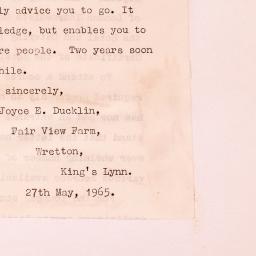 ly advice you to go. It
ledge, but enables you to
re people. Two years soon
hile.
sincerely,
Joyce E. Ducklin,
Fair View Farm,
Wretton,
King's Lynn.
27th May, 1965.